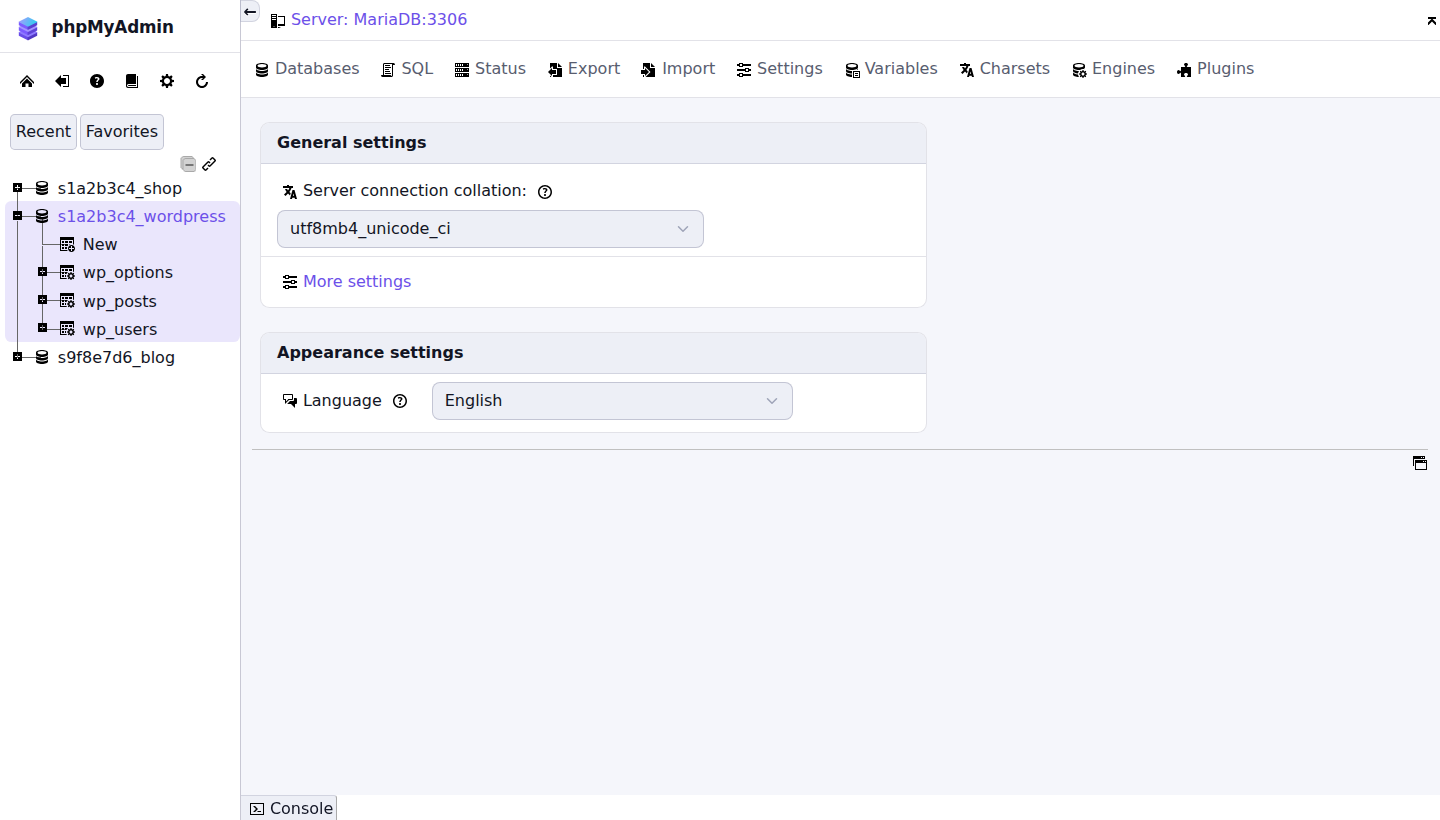 phpMyAdmin
Recent Favorites
s1a2b3c4_shop
s1a2b3c4_wordpress
New
wp_options
wp_posts
wp_users
s9f8e7d6_blog
Server: MariaDB:3306
Databases SQL Status Export Import Settings Variables Charsets Engines Plugins
General settings
Server connection collation:
utf8mb4_unicode_ci
More settings
Appearance settings
Language English
Console